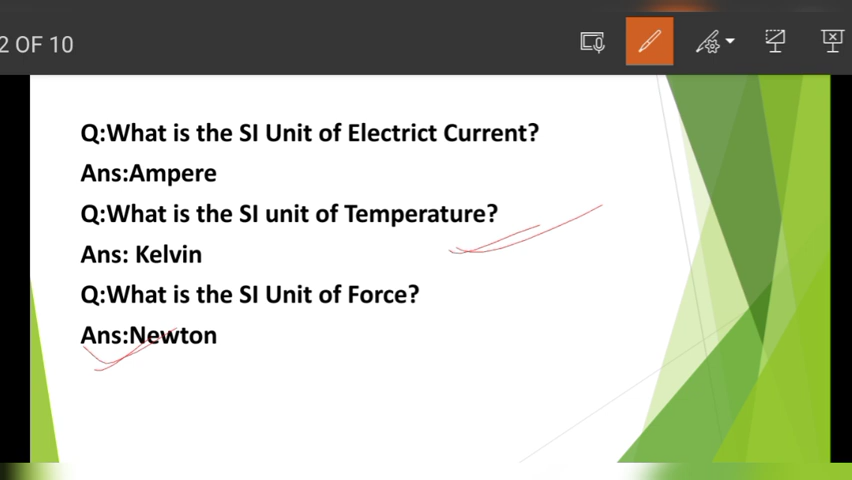 2 OF 10
Q:What is the SI Unit of Electrict Current?
Ans:Ampere
Q:What is the SI unit of Temperature?
Ans: Kelvin
Q:What is the SI Unit of Force?
Ans:Newton